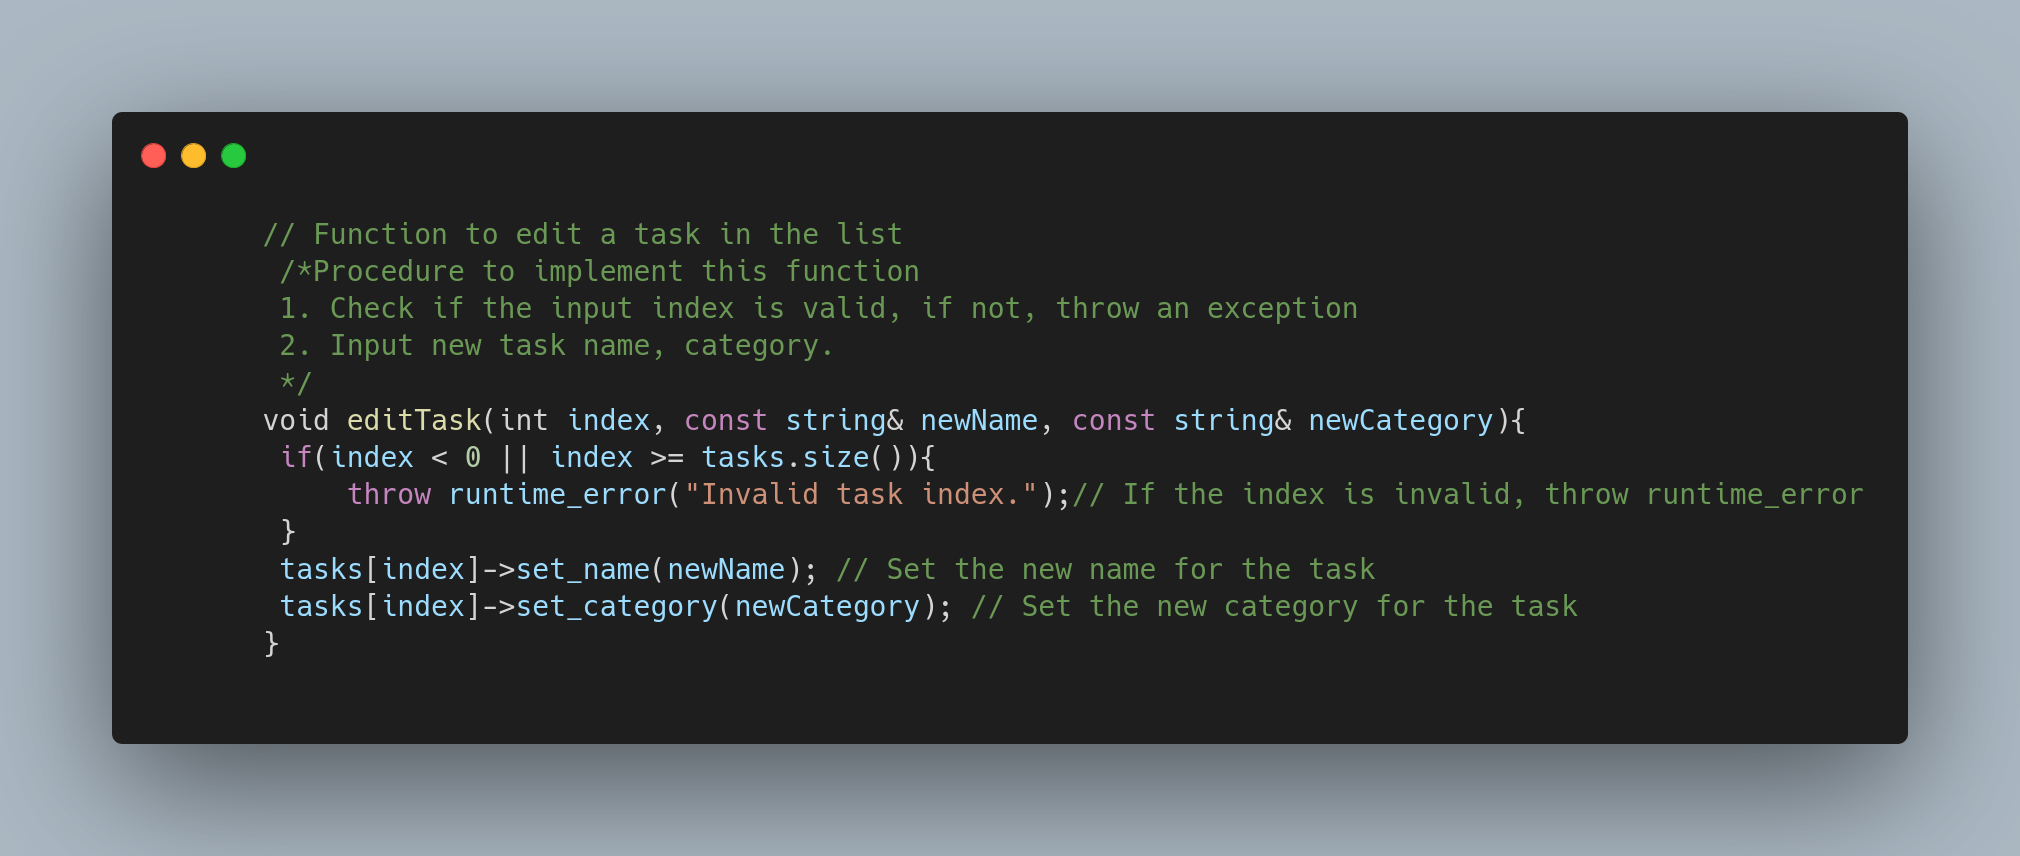 // Function to edit a task in the list
/*Procedure to implement this function
1. Check if the input index is valid, if not, throw an exception
2. Input new task name, category.
*/
void editTask(int index, const string& newName, const string& newCategory){
if(index < 0 || index >= tasks.size()){
throw runtime_error("Invalid task index.");// If the index is invalid, throw runtime_error
}
tasks[index]->set_name(newName); // Set the new name for the task
tasks[index]->set_category(newCategory); // Set the new category for the task
}